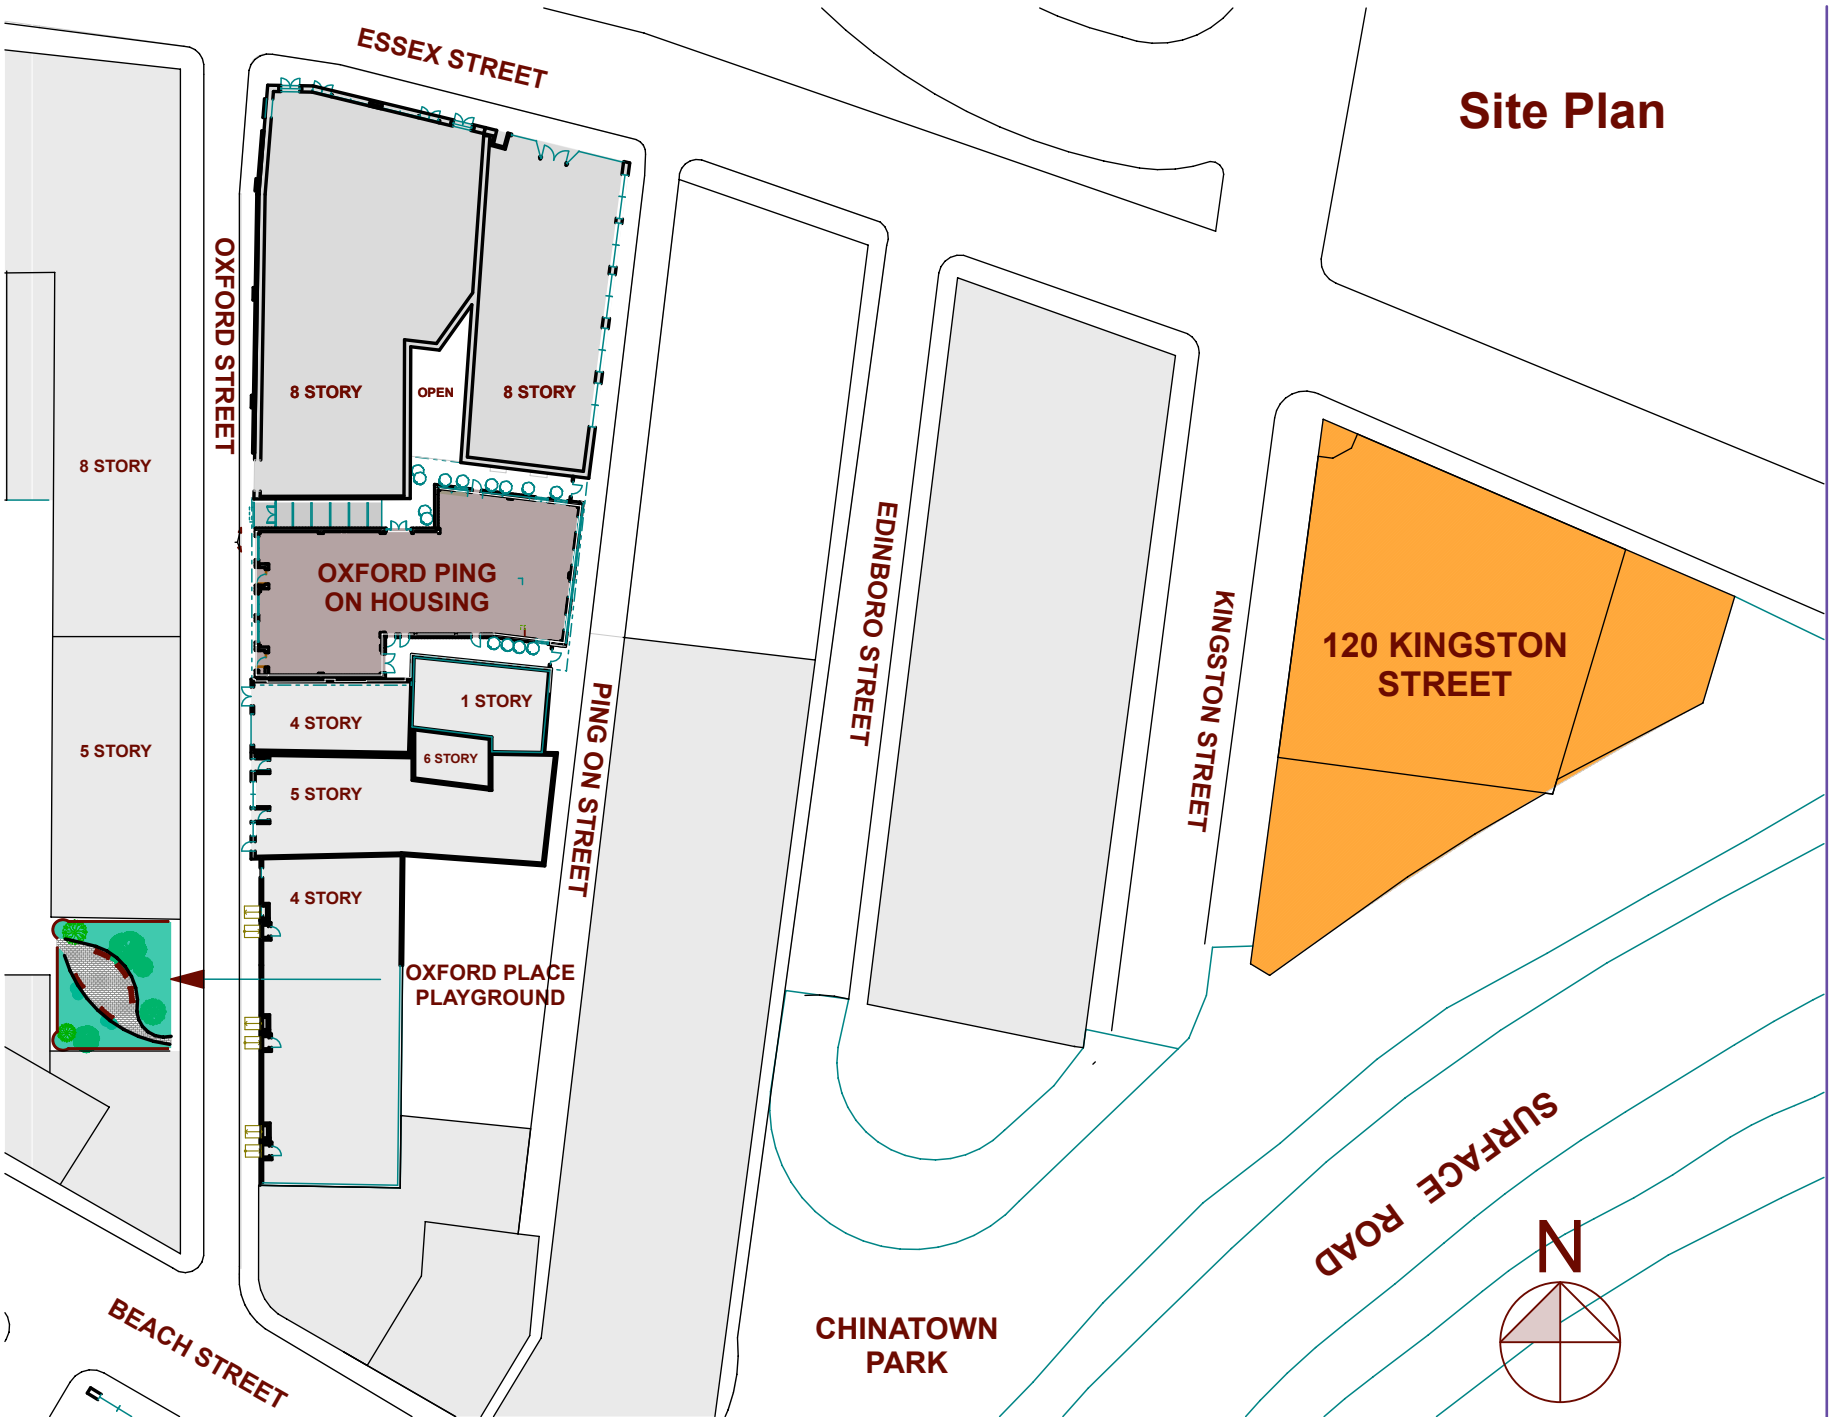 ESSEX STREET
Site Plan
OXFORD STREET
8 STORY
OPEN
8 STORY
8 STORY
OXFORD PING
ON HOUSING
EDINBORO STREET
KINGSTON STREET
120 KINGSTON
STREET
PING ON STREET
1 STORY
4 STORY
5 STORY
6 STORY
5 STORY
4 STORY
OXFORD PLACE
PLAYGROUND
SURFACE ROAD
N
BEACH STREET
CHINATOWN
PARK